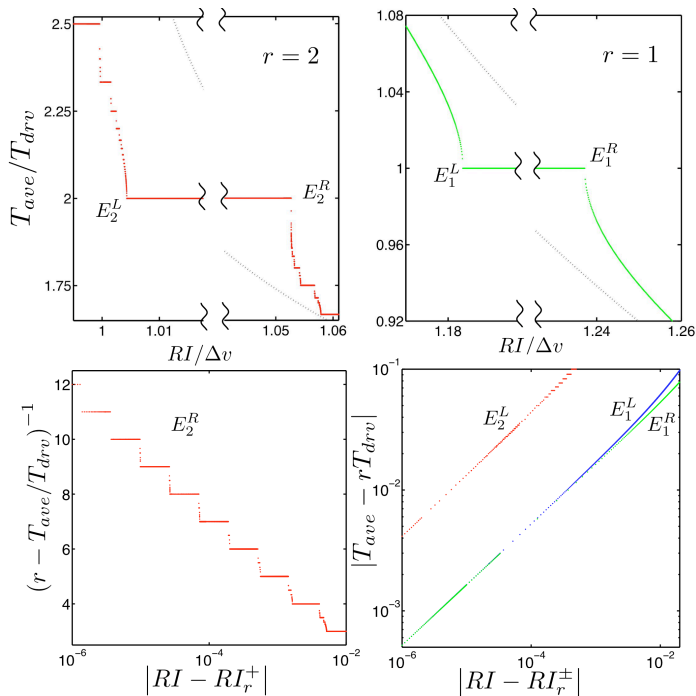 2.5
2.25
2
1.75
T_{ave}/T_{drv}
r = 2
E_2^L
E_2^R
1
1.01
1.05
1.06
RI/Δv
1.08
1.04
1
0.96
0.92
r = 1
E_1^L
E_1^R
1.18
1.24
1.26
RI/Δv
12
10
8
6
4
(r − T_{ave}/T_{drv})^{−1}
E_2^R
10^{−6}
10^{−4}
10^{−2}
|RI − RI_r^+|
10^{−1}
10^{−2}
10^{−3}
|T_{ave} − rT_{drv}|
E_2^L
E_1^L
E_1^R
10^{−6}
10^{−4}
10^{−2}
|RI − RI_r^±|